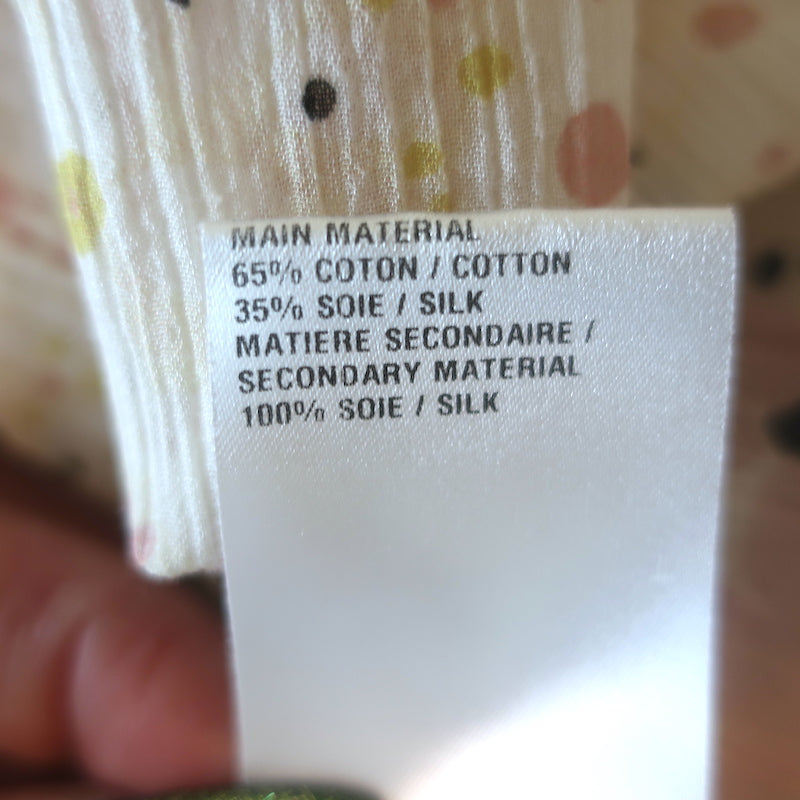 MAIN MATERIAL
65% COTON / COTTON
35% SOIE / SILK
MATIERE SECONDAIRE /
SECONDARY MATERIAL
100% SOIE / SILK